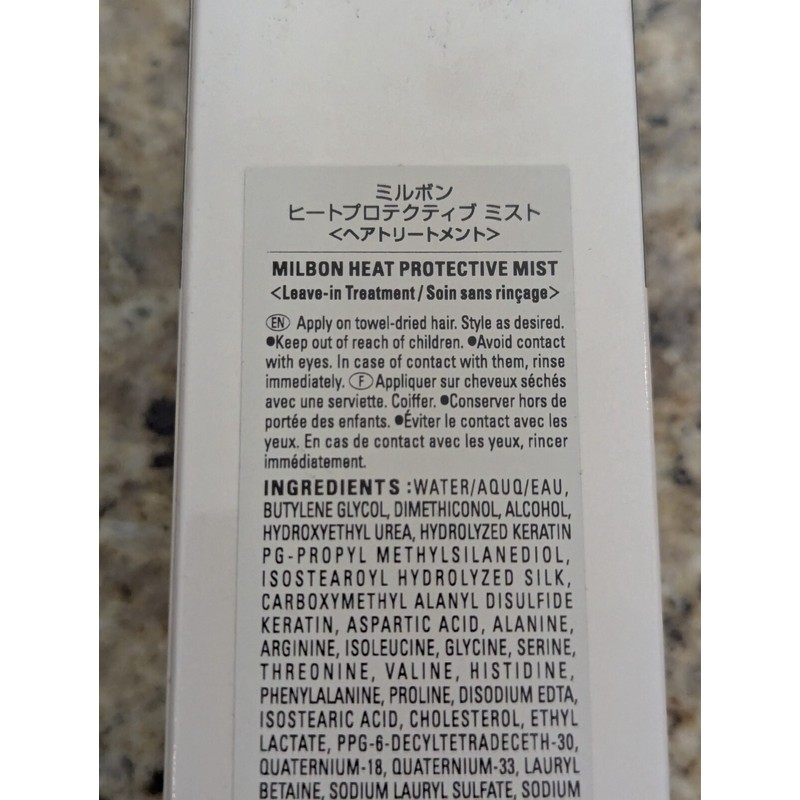 ミルボン
ヒートプロテクティブ ミスト
<ヘアトリートメント>
MILBON HEAT PROTECTIVE MIST
<Leave-in Treatment / Soin sans rinçage>
EN Apply on towel-dried hair. Style as desired.
●Keep out of reach of children. ●Avoid contact
with eyes. In case of contact with them, rinse
immediately. F Appliquer sur cheveux séchés
avec une serviette. Coiffer. ●Conserver hors de
portée des enfants. ●Éviter le contact avec les
yeux. En cas de contact avec les yeux, rincer
immédiatement.
INGREDIENTS :WATER/AQUQ/EAU,
BUTYLENE GLYCOL, DIMETHICONOL, ALCOHOL,
HYDROXYETHYL UREA, HYDROLYZED KERATIN
PG-PROPYL METHYLSILANEDIOL,
ISOSTEAROYL HYDROLYZED SILK,
CARBOXYMETHYL ALANYL DISULFIDE
KERATIN, ASPARTIC ACID, ALANINE,
ARGININE, ISOLEUCINE, GLYCINE, SERINE,
THREONINE, VALINE, HISTIDINE,
PHENYLALANINE, PROLINE, DISODIUM EDTA,
ISOSTEARIC ACID, CHOLESTEROL, ETHYL
LACTATE, PPG-6-DECYLTETRADECETH-30,
QUATERNIUM-18, QUATERNIUM-33, LAURYL
BETAINE, SODIUM LAURYL SULFATE, SODIUM